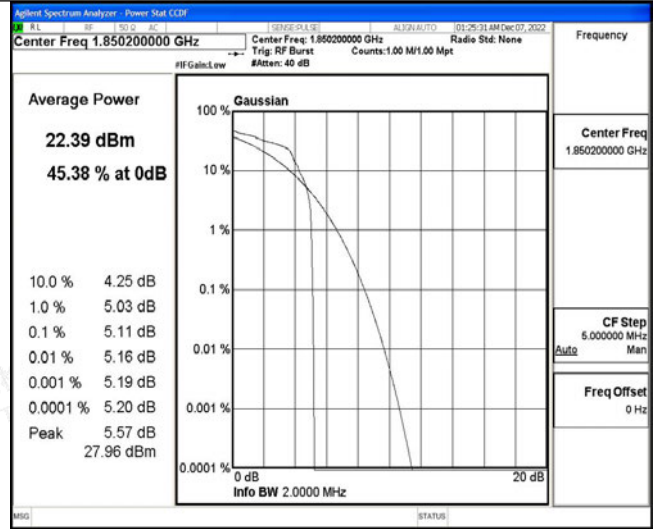 Agilent Spectrum Analyzer - Power Stat CCDF
RL RF 50 Ω AC SENSE:PULSE ALIGN AUTO 01:25:31 AM Dec 07, 2022
Center Freq 1.850200000 GHz
Center Freq: 1.850200000 GHz
Radio Std: None
Trig: RF Burst
Counts:1.00 M/1.00 Mpt
#IFGain:Low
#Atten: 40 dB
Frequency
Average Power
22.39 dBm
45.38 % at 0dB
10.0 % 4.25 dB
1.0 % 5.03 dB
0.1 % 5.11 dB
0.01 % 5.16 dB
0.001 % 5.19 dB
0.0001 % 5.20 dB
Peak 5.57 dB
27.96 dBm
Gaussian
100 %
10 %
1 %
0.1 %
0.01 %
0.001 %
0.0001 %
0 dB
20 dB
Info BW 2.0000 MHz
Center Freq
1.850200000 GHz
CF Step
5.000000 MHz
Auto Man
Freq Offset
0 Hz
MSG
STATUS